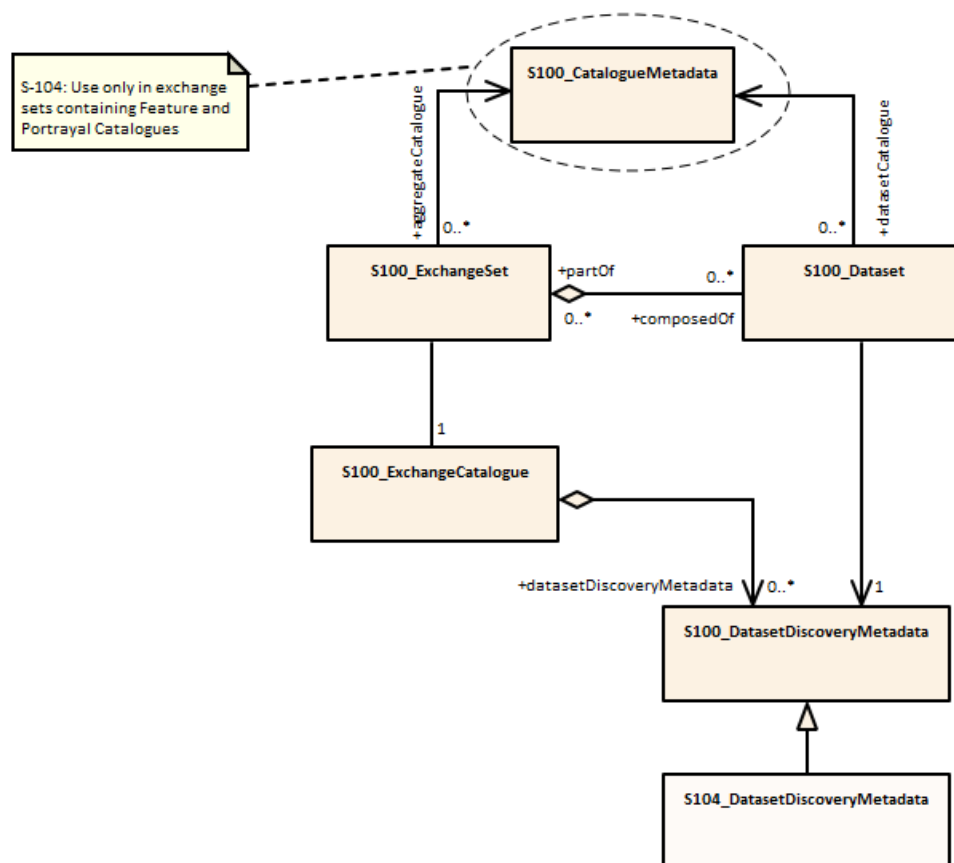 S100_CatalogueMetadata
S-104: Use only in exchange
sets containing Feature and
Portrayal Catalogues
+aggregateCatalogue
+datasetCatalogue
0..*
0..*
S100_ExchangeSet
+partOf
0..*
S100_Dataset
0..*
+composedOf
1
1
S100_ExchangeCatalogue
+datasetDiscoveryMetadata
0..*
S100_DatasetDiscoveryMetadata
S104_DatasetDiscoveryMetadata